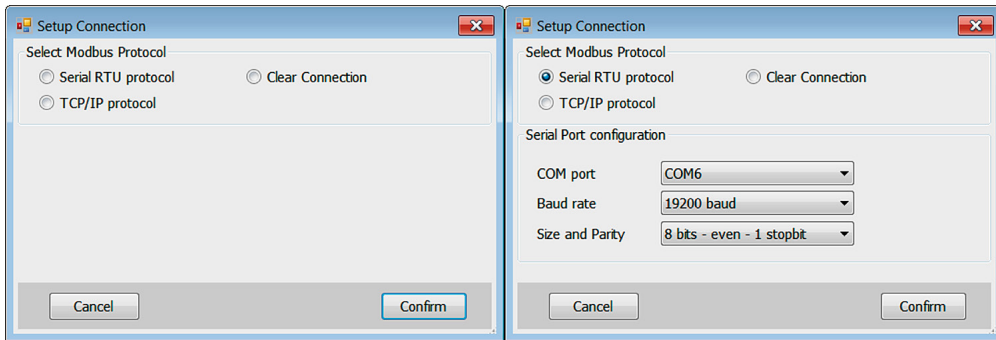 Setup Connection
Select Modbus Protocol
Serial RTU protocol
Clear Connection
TCP/IP protocol
Cancel
Confirm
Setup Connection
Select Modbus Protocol
Serial RTU protocol
Clear Connection
TCP/IP protocol
Serial Port configuration
COM port
COM6
Baud rate
19200 baud
Size and Parity
8 bits - even - 1 stopbit
Cancel
Confirm